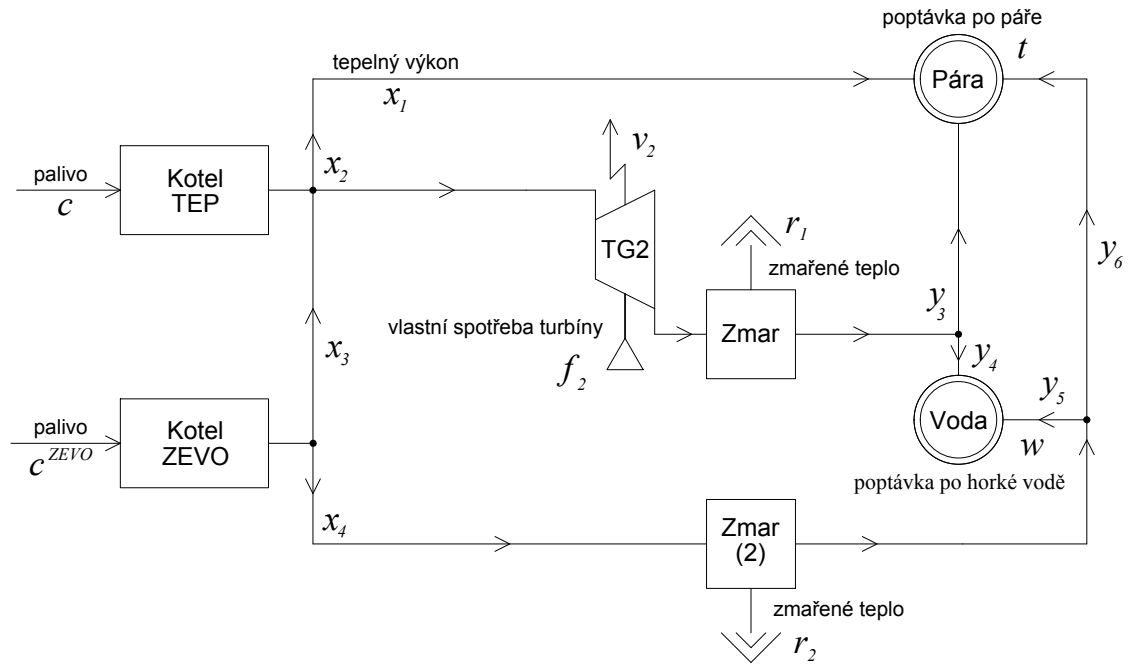 poptávka po páře
t
tepelný výkon
x1
Pára
v2
palivo
c
Kotel
TEP
x2
TG2
r1
zmařené teplo
y6
vlastní spotřeba turbíny
f2
Zmar
y3
x3
y4
y5
palivo
c^ZEVO
Kotel
ZEVO
Voda
w
poptávka po horké vodě
x4
Zmar
(2)
zmařené teplo
r2